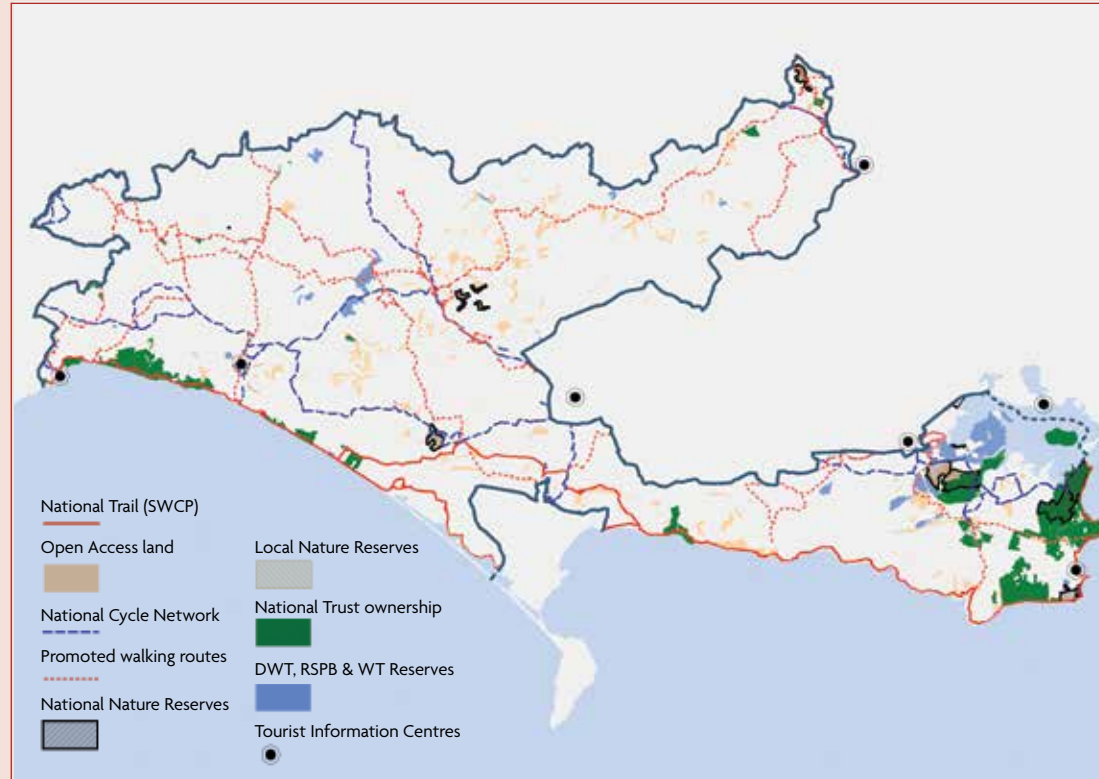 National Trail (SWCP)
Open Access land
National Cycle Network
Promoted walking routes
National Nature Reserves
Local Nature Reserves
National Trust ownership
DWT, RSPB & WT Reserves
Tourist Information Centres